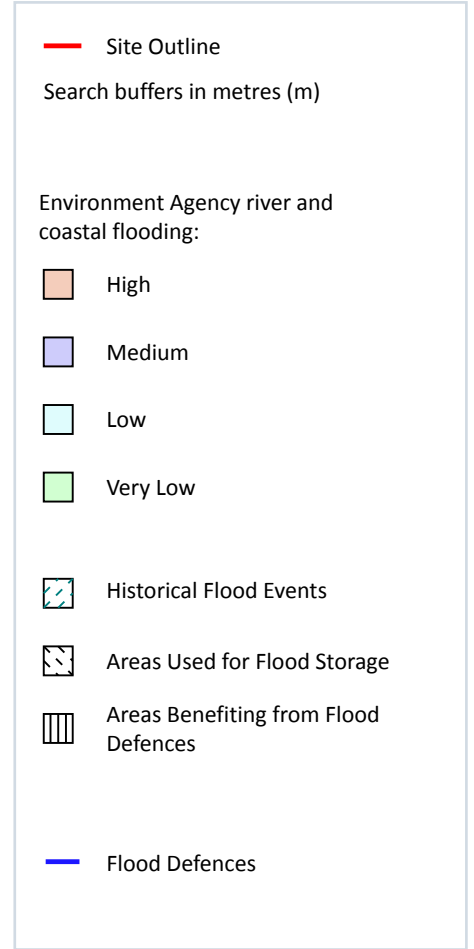 Site Outline
Search buffers in metres (m)
Environment Agency river and
coastal flooding:
High
Medium
Low
Very Low
Historical Flood Events
Areas Used for Flood Storage
Areas Benefiting from Flood
Defences
Flood Defences